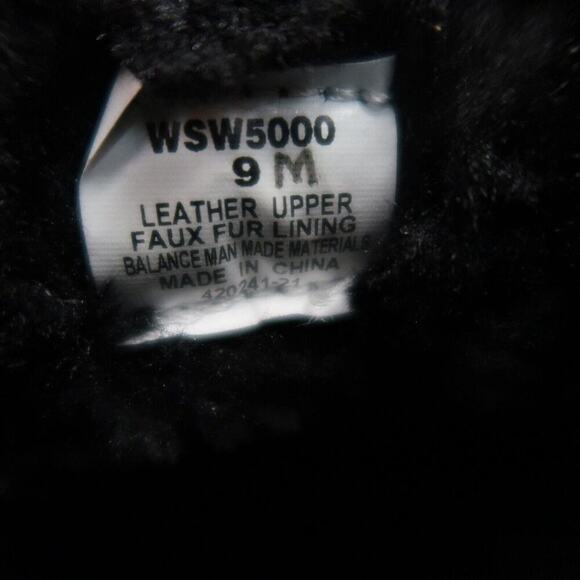 WSW5000
9 M
LEATHER UPPER
FAUX FUR LINING
BALANCE MAN MADE MATERIALS
MADE IN CHINA
420241-21